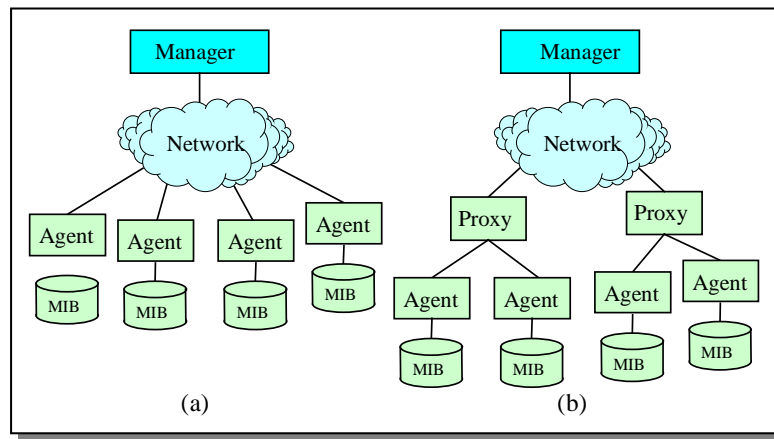 Manager
Manager
Network
Network
Proxy
Proxy
Agent
Agent
Agent
Agent
MIB
MIB
MIB
MIB
Agent
Agent
Agent
Agent
MIB
MIB
MIB
MIB
(a)
(b)